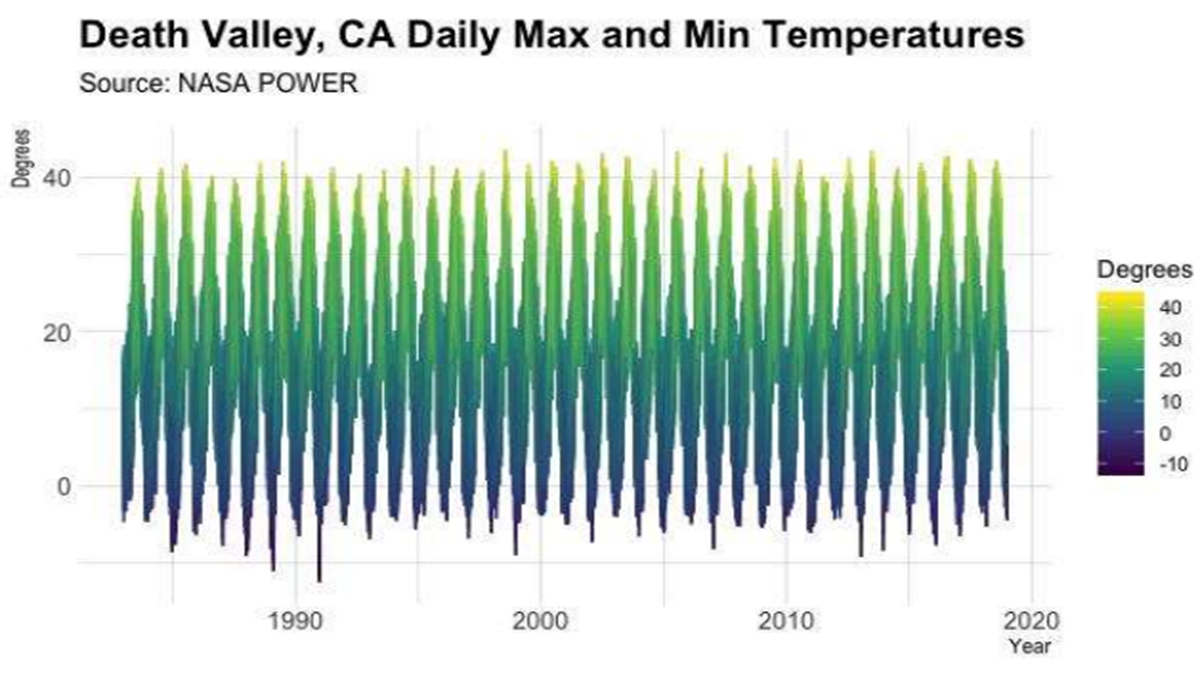 Death Valley, CA Daily Max and Min Temperatures
Source: NASA POWER
Degrees
40
20
0
1990 2000 2010 2020
Year
Degrees
40
30
20
10
0
-10